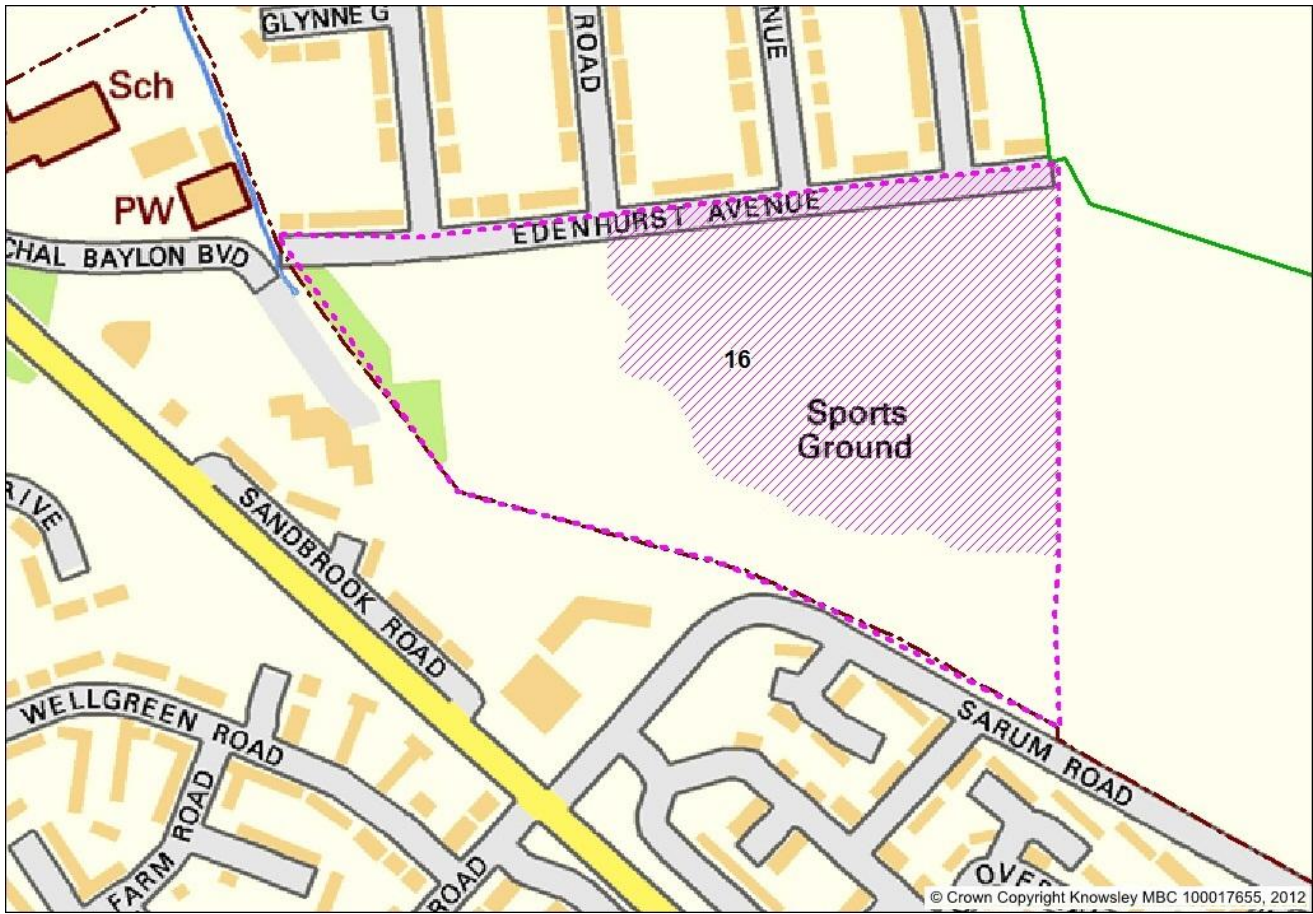 GLYNNE G
ROAD
NUE
Sch
PW
CHAL BAYLON BVD
EDENHURST AVENUE
16
Sports
Ground
RIVE
SANDBROOK ROAD
WELLGREEN ROAD
FARM ROAD
ROAD
SARUM ROAD
OVE
© Crown Copyright Knowsley MBC 100017655, 2012